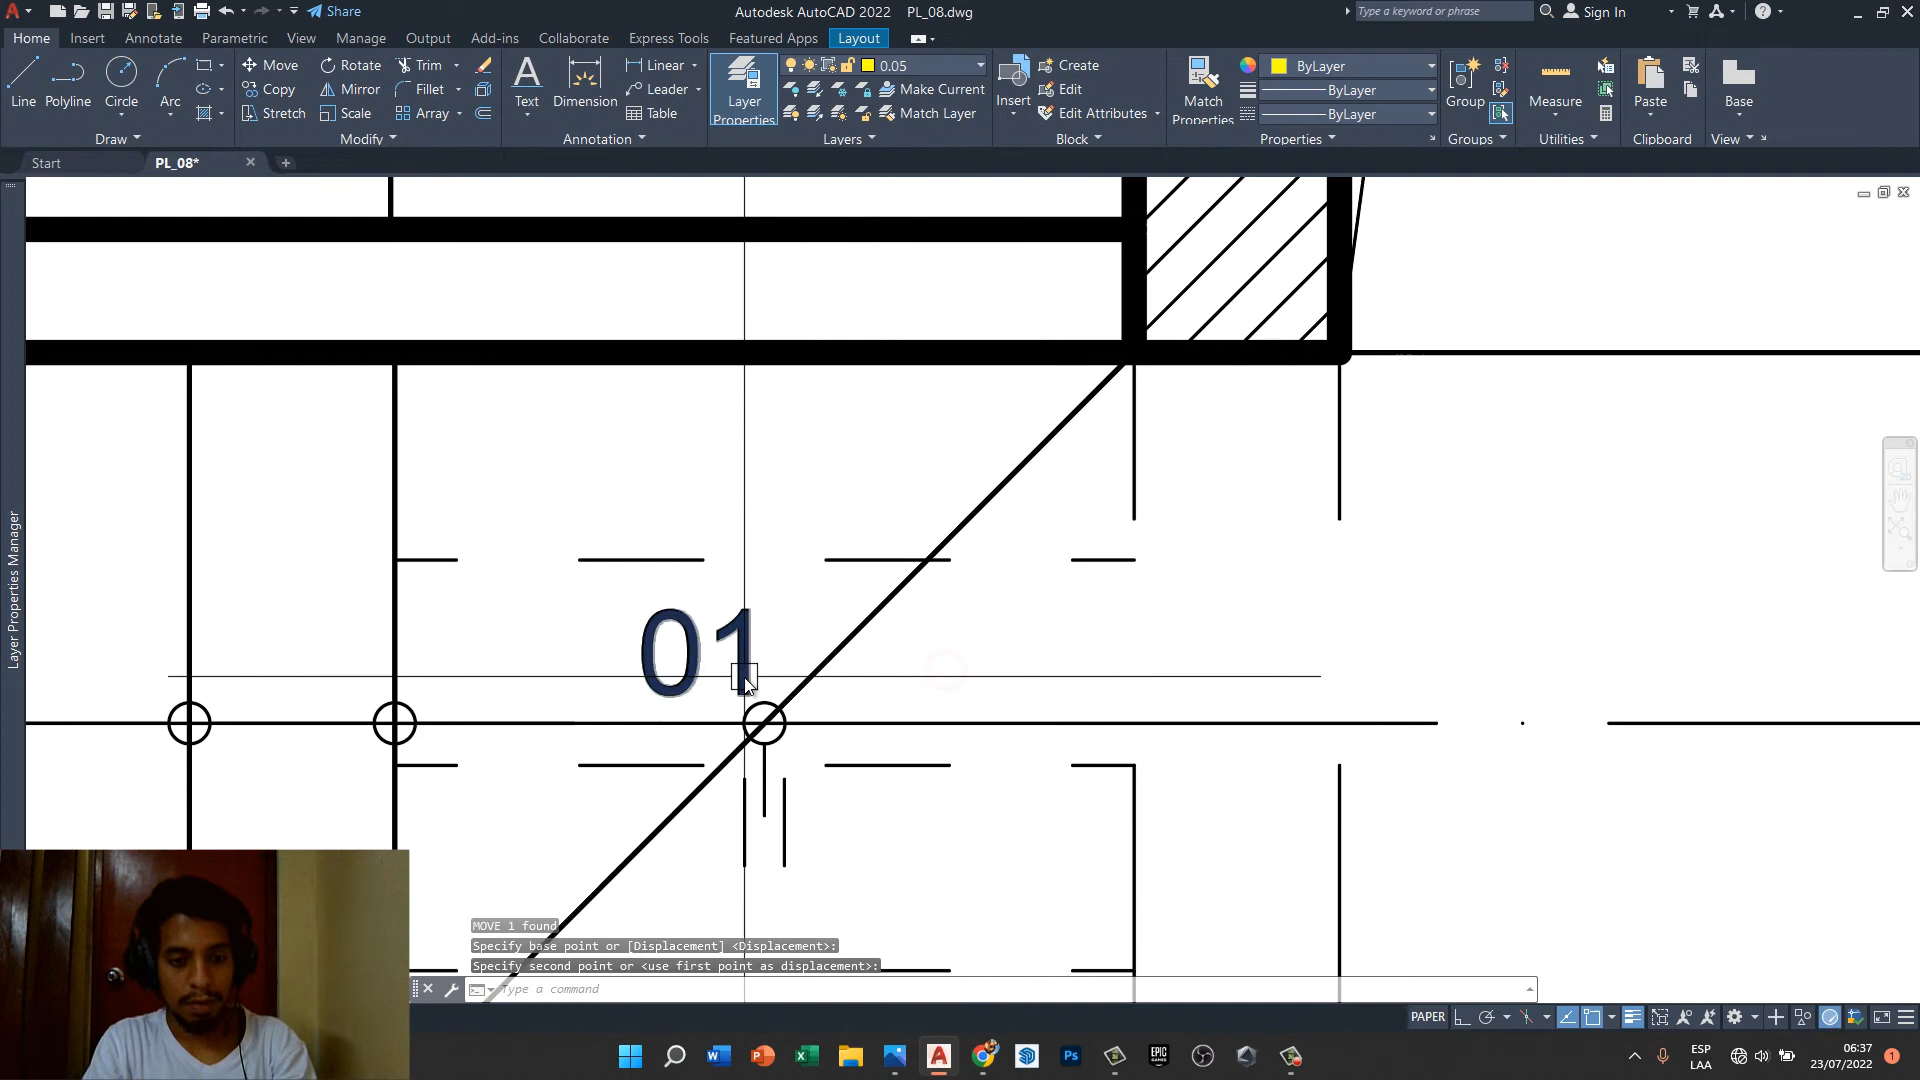 Share
Autodesk AutoCAD 2022 PL_08.dwg
Type a keyword or phrase
Sign In
Home Insert Annotate Parametric View Manage Output Add-ins Collaborate Express Tools Featured Apps Layout
Line Polyline Circle Arc
Move Rotate Trim
Copy Mirror Fillet
Stretch Scale Array
Text Dimension
Linear
Leader
Table
Layer Properties
0.05
Make Current
Match Layer
Insert
Create
Edit
Edit Attributes
Match Properties
ByLayer
ByLayer
ByLayer
Group
Measure
Paste
Base
Draw Modify Annotation Layers Block Properties Groups Utilities Clipboard View
Start PL_08*
Layer Properties Manager
01
MOVE 1 found
Specify base point or [Displacement] <Displacement>:
Specify second point or <use first point as displacement>:
Type a command
PAPER
ESP
LAA
06:37
23/07/2022
1